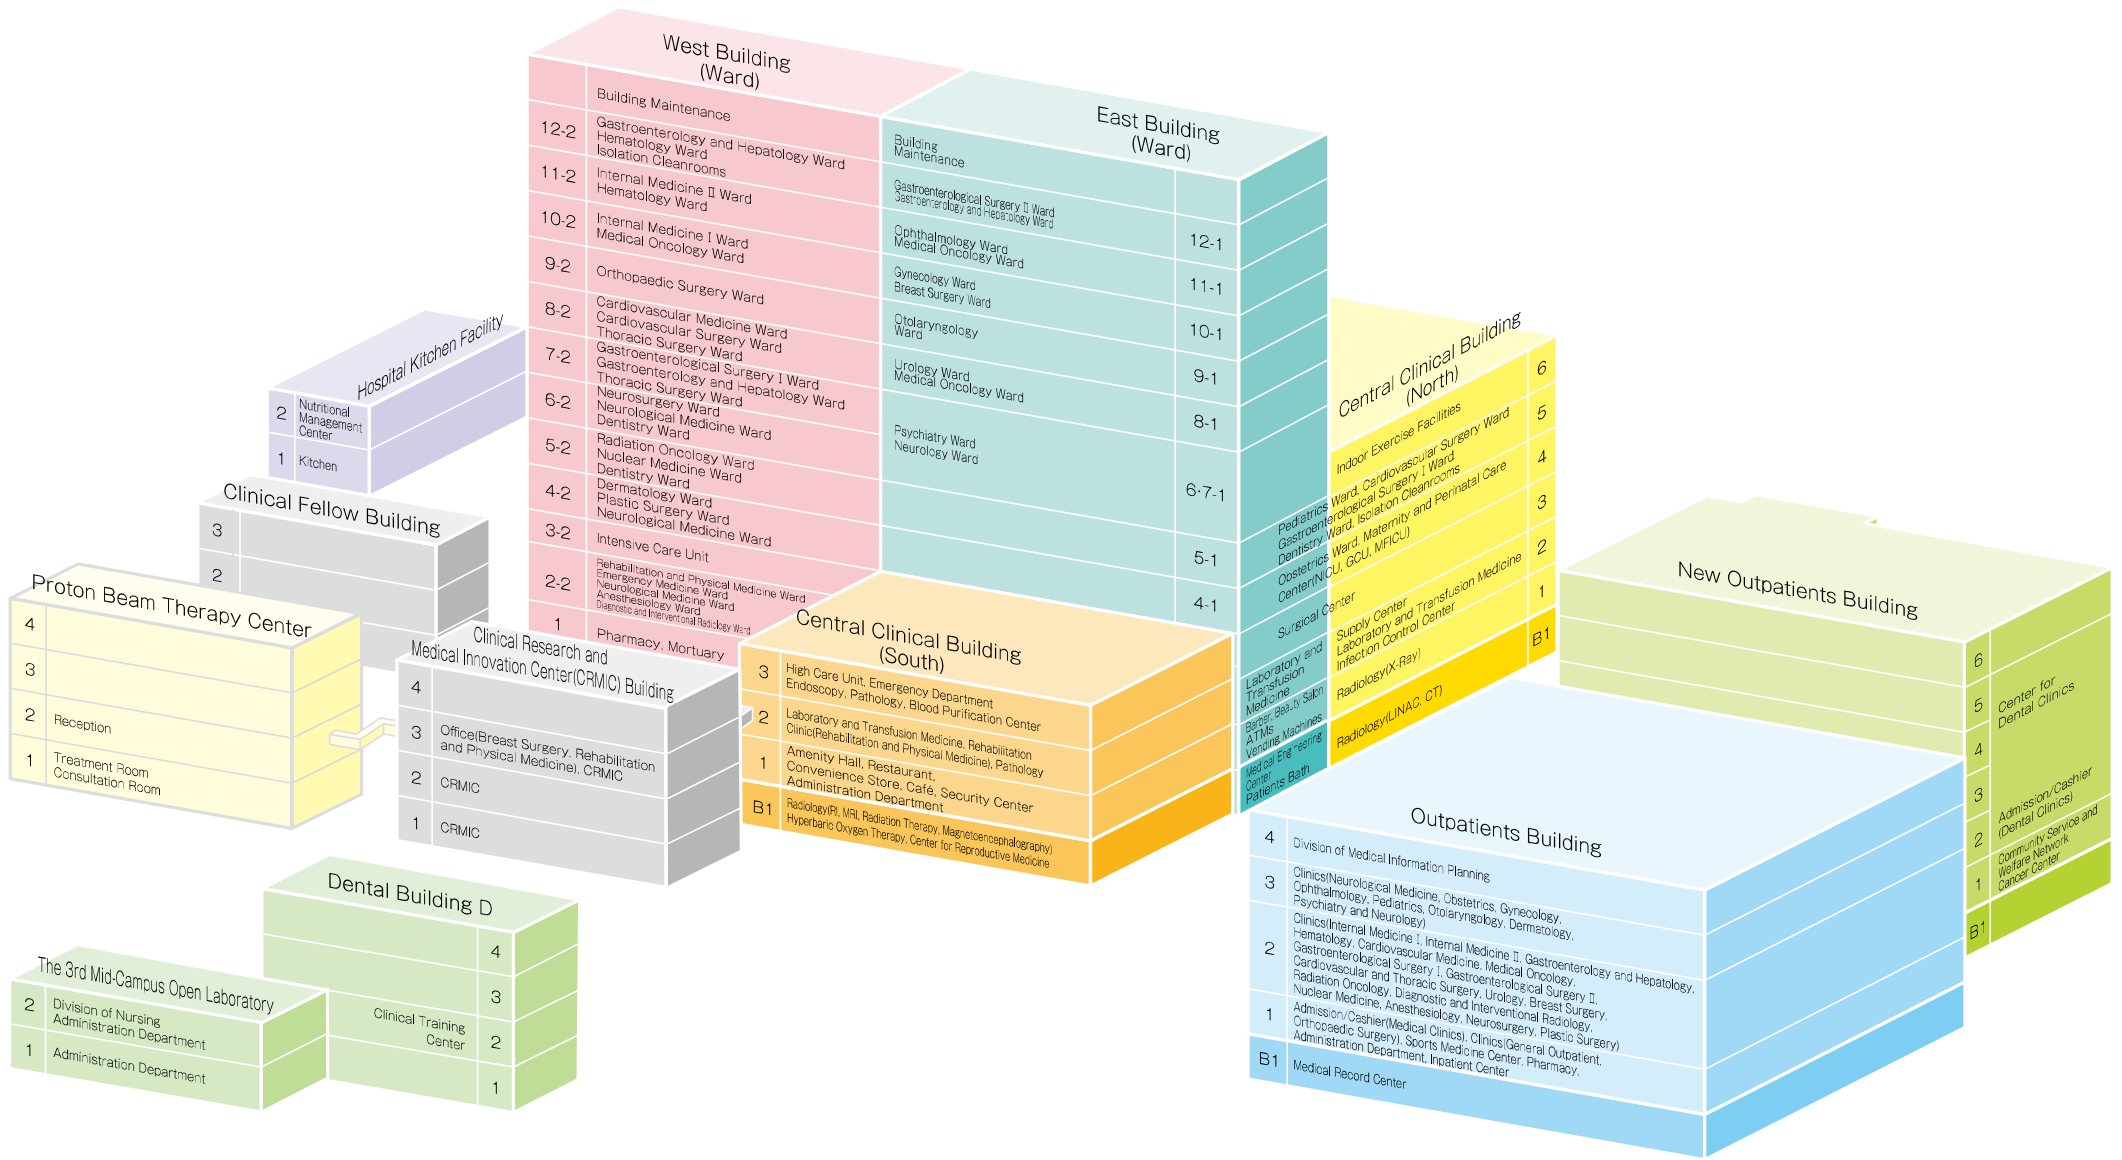 West Building
(Ward)
Building Maintenance
12-2
Gastroenterology and Hepatology Ward
Hematology Ward
Isolation Cleanrooms
11-2
Internal Medicine Ⅱ Ward
Hematology Ward
10-2
Internal Medicine Ⅰ Ward
Medical Oncology Ward
9-2
Orthopaedic Surgery Ward
8-2
Cardiovascular Medicine Ward
Cardiovascular Surgery Ward
Thoracic Surgery Ward
7-2
Gastroenterological Surgery Ⅰ Ward
Gastroenterology and Hepatology Ward
Thoracic Surgery Ward
6-2
Neurosurgery Ward
Neurological Medicine Ward
Dentistry Ward
5-2
Radiation Oncology Ward
Nuclear Medicine Ward
Dentistry Ward
4-2
Dermatology Ward
Plastic Surgery Ward
Neurological Medicine Ward
3-2
Intensive Care Unit
2-2
Rehabilitation and Physical Medicine Ward
Emergency Medicine Ward
Neurological Medicine Ward
Anesthesiology Ward
Diagnostic and Interventional Radiology Ward
1
Pharmacy, Mortuary
East Building
(Ward)
Building
Maintenance
Gastroenterological Surgery Ⅱ Ward
Gastroenterology and Hepatology Ward
12-1
Ophthalmology Ward
Medical Oncology Ward
11-1
Gynecology Ward
Breast Surgery Ward
10-1
Otolaryngology
Ward
9-1
Urology Ward
Medical Oncology Ward
8-1
Psychiatry Ward
Neurology Ward
6·7-1
5-1
4-1
Laboratory and
Transfusion
Medicine
Barber, Beauty Salon
ATMs
Vending Machines
Medical Engineering
Center
Patients Bath
Central Clinical Building
(North)
6
Indoor Exercise Facilities
5
Pediatrics Ward, Cardiovascular Surgery Ward
Gastroenterological Surgery Ⅰ Ward
Dentistry Ward, Isolation Cleanrooms
4
Obstetrics Ward, Maternity and Perinatal Care
Center(NICU, GCU, MFICU)
3
Surgical Center
2
Supply Center
Laboratory and Transfusion Medicine
Infection Control Center
1
Radiology(X-Ray)
B1
Radiology(LINAC, CT)
Hospital Kitchen Facility
2
Nutritional
Management
Center
1
Kitchen
Clinical Fellow Building
3
2
Proton Beam Therapy Center
4
3
2
Reception
1
Treatment Room
Consultation Room
Clinical Research and
Medical Innovation Center(CRMIC) Building
4
3
Office(Breast Surgery, Rehabilitation
and Physical Medicine), CRMIC
2
CRMIC
1
CRMIC
Central Clinical Building
(South)
3
High Care Unit, Emergency Department
Endoscopy, Pathology, Blood Purification Center
2
Laboratory and Transfusion Medicine, Rehabilitation
Clinic(Rehabilitation and Physical Medicine), Pathology
1
Amenity Hall, Restaurant,
Convenience Store, Café, Security Center
Administration Department
B1
Radiology(RI, MRI, Radiation Therapy, Magnetoencephalography)
Hyperbaric Oxygen Therapy, Center for Reproductive Medicine
New Outpatients Building
6
5
Center for
Dental Clinics
4
3
Admission/Cashier
(Dental Clinics)
2
Community Service and
Welfare Network
Cancer Center
1
B1
Outpatients Building
4
Division of Medical Information Planning
3
Clinics(Neurological Medicine, Obstetrics, Gynecology,
Ophthalmology, Pediatrics, Otolaryngology, Dermatology,
Psychiatry and Neurology)
2
Clinics(Internal Medicine Ⅰ, Internal Medicine Ⅱ, Gastroenterology and Hepatology,
Hematology, Cardiovascular Medicine, Medical Oncology,
Gastroenterological Surgery Ⅰ, Gastroenterological Surgery Ⅱ,
Cardiovascular and Thoracic Surgery, Urology, Breast Surgery,
Radiation Oncology, Diagnostic and Interventional Radiology,
Nuclear Medicine, Anesthesiology, Neurosurgery, Plastic Surgery)
1
Admission/Cashier(Medical Clinics), Clinics(General Outpatient,
Orthopaedic Surgery), Sports Medicine Center, Pharmacy,
Administration Department, Inpatient Center
B1
Medical Record Center
Dental Building D
4
3
Clinical Training
Center
2
1
The 3rd Mid-Campus Open Laboratory
2
Division of Nursing
Administration Department
1
Administration Department